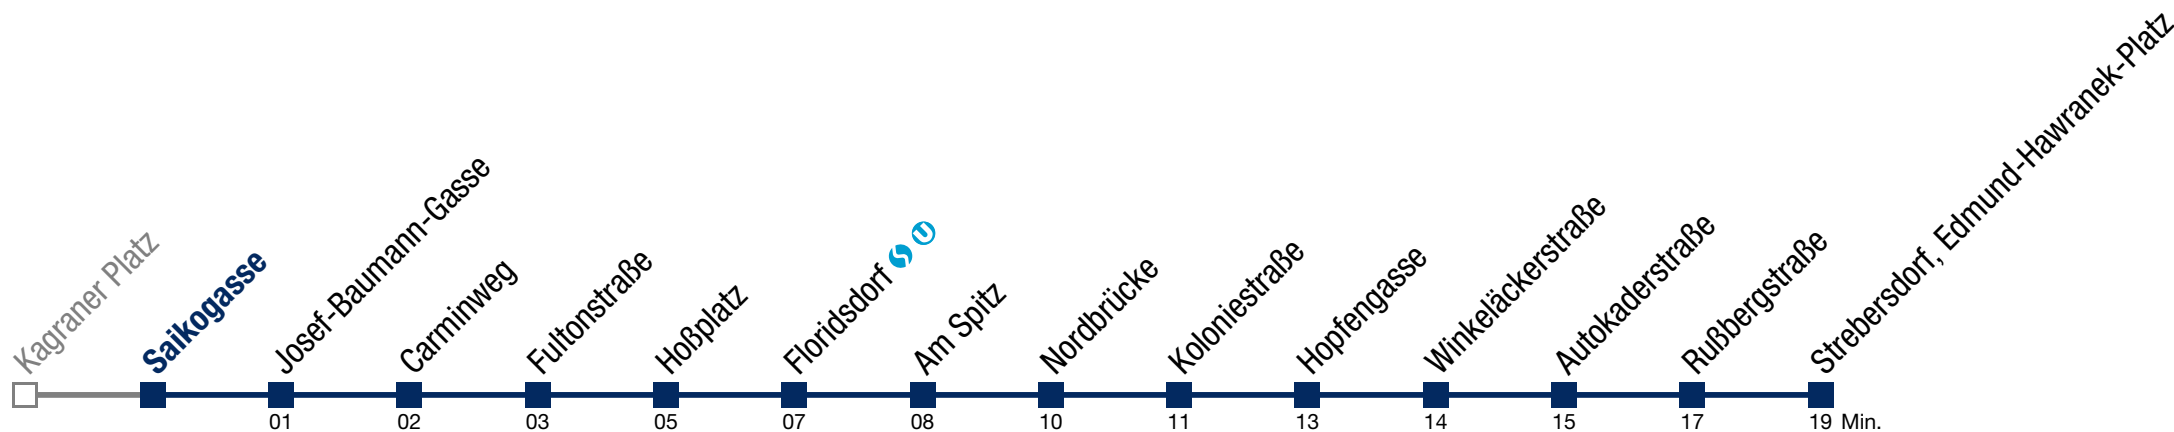 Kagraner Platz
Saikogasse
Josef-Baumann-Gasse
Carminweg
Fultonstraße
Hoßplatz
Floridsdorf S U
Am Spitz
Nordbrücke
Koloniestraße
Hopfengasse
Winkeläckerstraße
Autokaderstraße
Rußbergstraße
Strebersdorf, Edmund-Hawranek-Platz
01 02 03 05 07 08 10 11 13 14 15 17 19 Min.